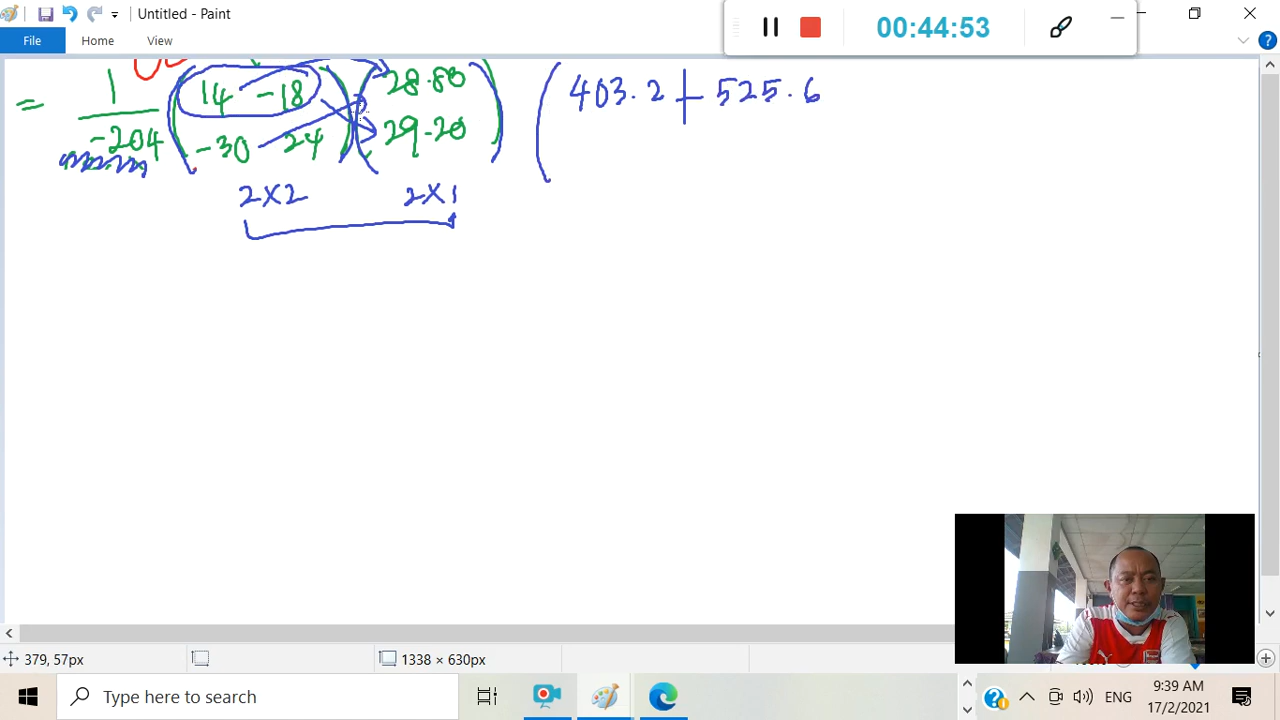 Untitled - Paint
00:44:53
File Home View
= 1 14 -18 28.80 403.2 + 525.6
-204 -30 24 29.20
2X2 2X1
379, 57px 1338 × 630px
Type here to search
ENG
9:39 AM
17/2/2021